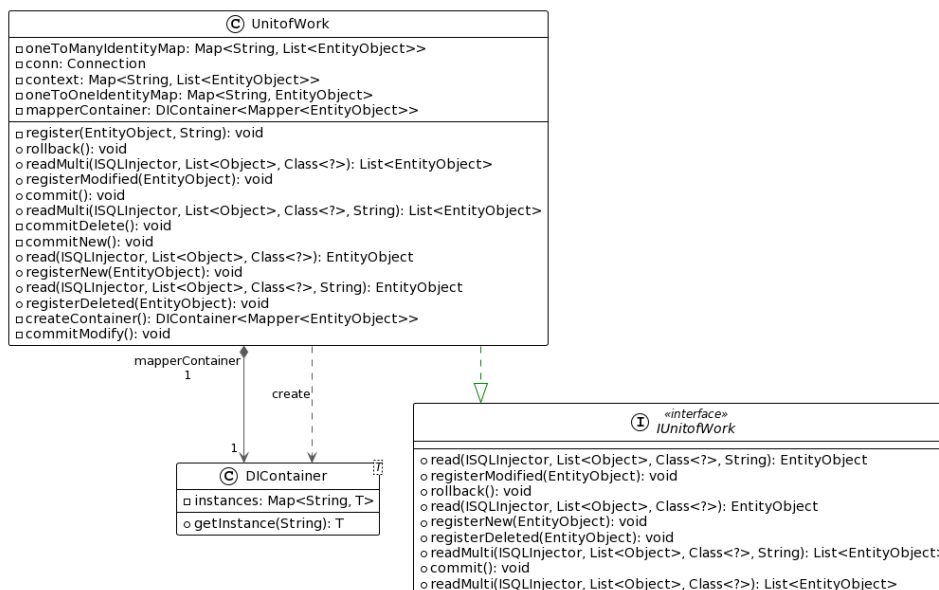 C UnitofWork
oneToManyIdentityMap: Map<String, List<EntityObject>>
conn: Connection
context: Map<String, List<EntityObject>>
oneToOneIdentityMap: Map<String, EntityObject>
mapperContainer: DIContainer<Mapper<EntityObject>>
register(EntityObject, String): void
rollback(): void
readMulti(ISQLInjector, List<Object>, Class<?>): List<EntityObject>
registerModified(EntityObject): void
commit(): void
readMulti(ISQLInjector, List<Object>, Class<?>, String): List<EntityObject>
commitDelete(): void
commitNew(): void
read(ISQLInjector, List<Object>, Class<?>): EntityObject
registerNew(EntityObject): void
read(ISQLInjector, List<Object>, Class<?>, String): EntityObject
registerDeleted(EntityObject): void
createContainer(): DIContainer<Mapper<EntityObject>>
commitModify(): void
mapperContainer
1
create
1
C DIContainer
T
instances: Map<String, T>
getInstance(String): T
I
«interface»
IUnitofWork
read(ISQLInjector, List<Object>, Class<?>, String): EntityObject
registerModified(EntityObject): void
rollback(): void
read(ISQLInjector, List<Object>, Class<?>): EntityObject
registerNew(EntityObject): void
registerDeleted(EntityObject): void
readMulti(ISQLInjector, List<Object>, Class<?>, String): List<EntityObject>
commit(): void
readMulti(ISQLInjector, List<Object>, Class<?>): List<EntityObject>